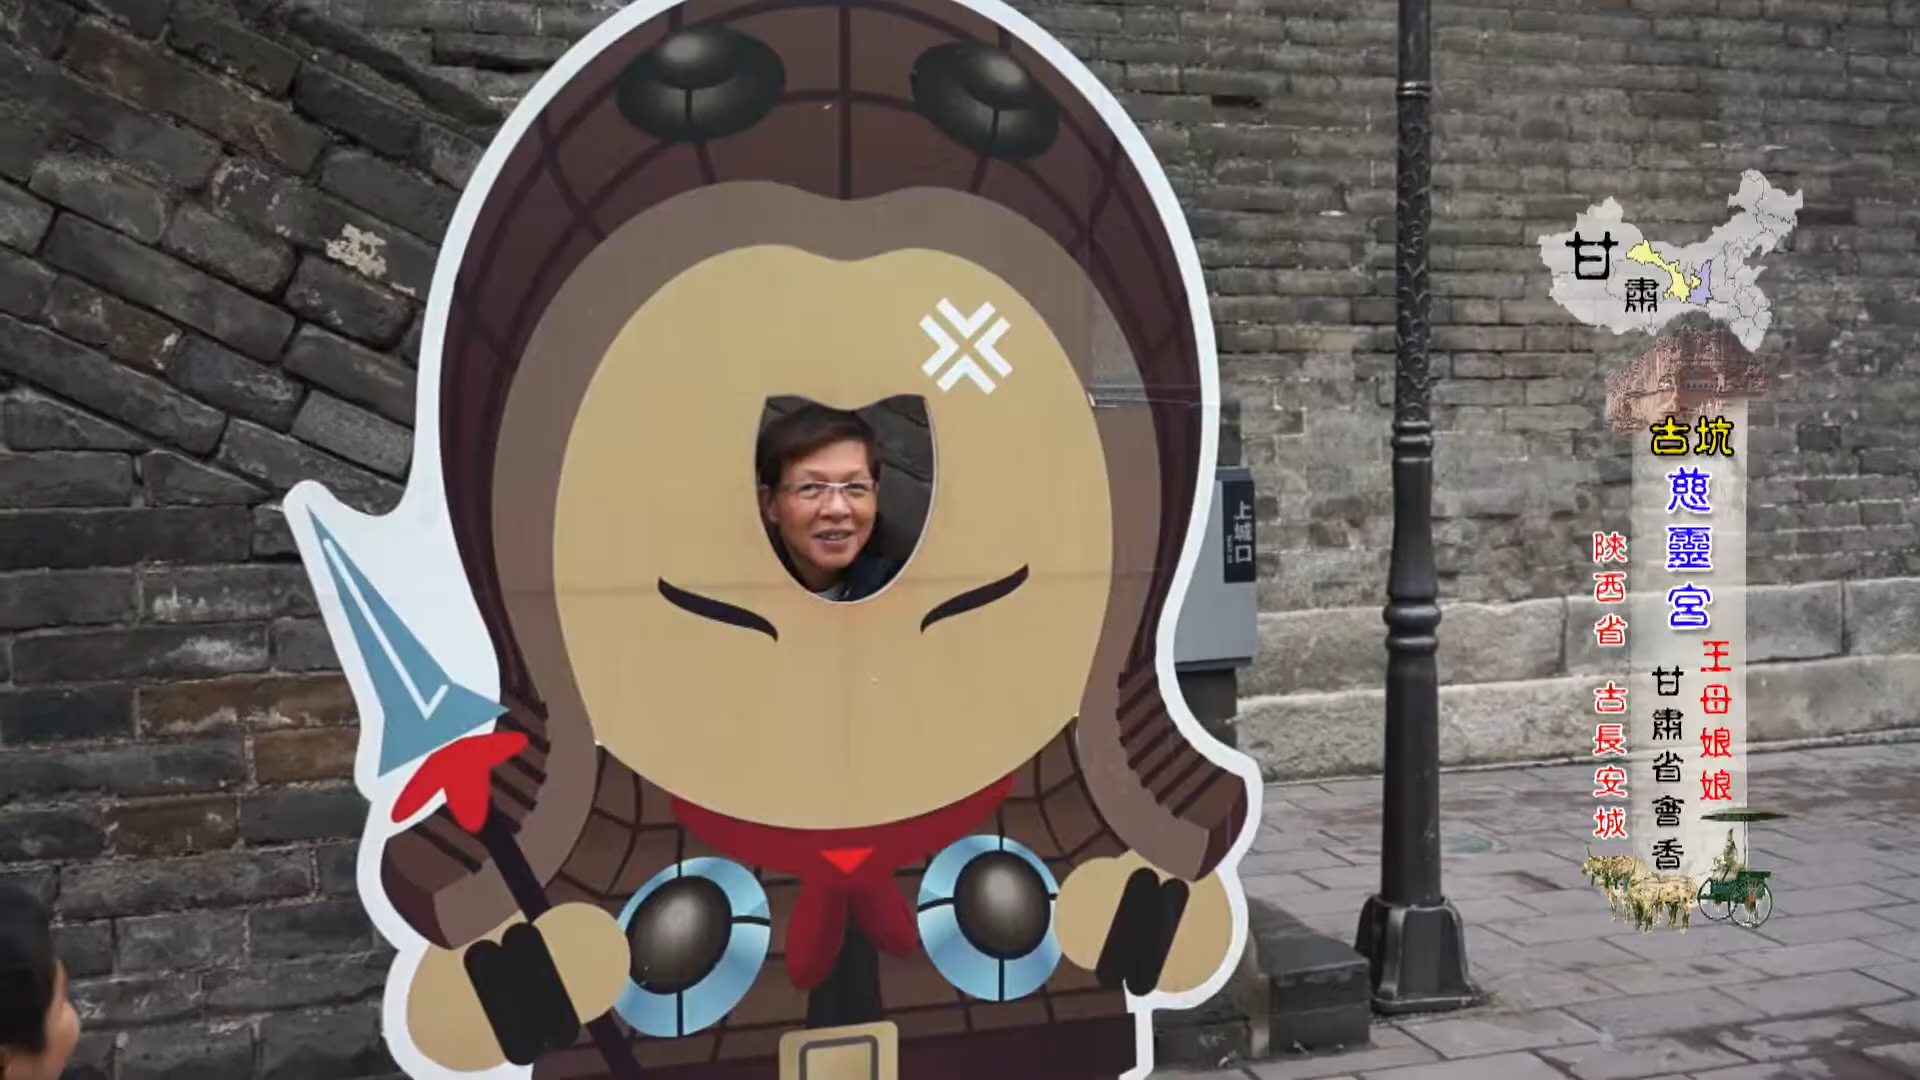 甘肅
古坑
慈靈宮
王母娘娘
甘肅省會香
陝西省 古長安城
上城口